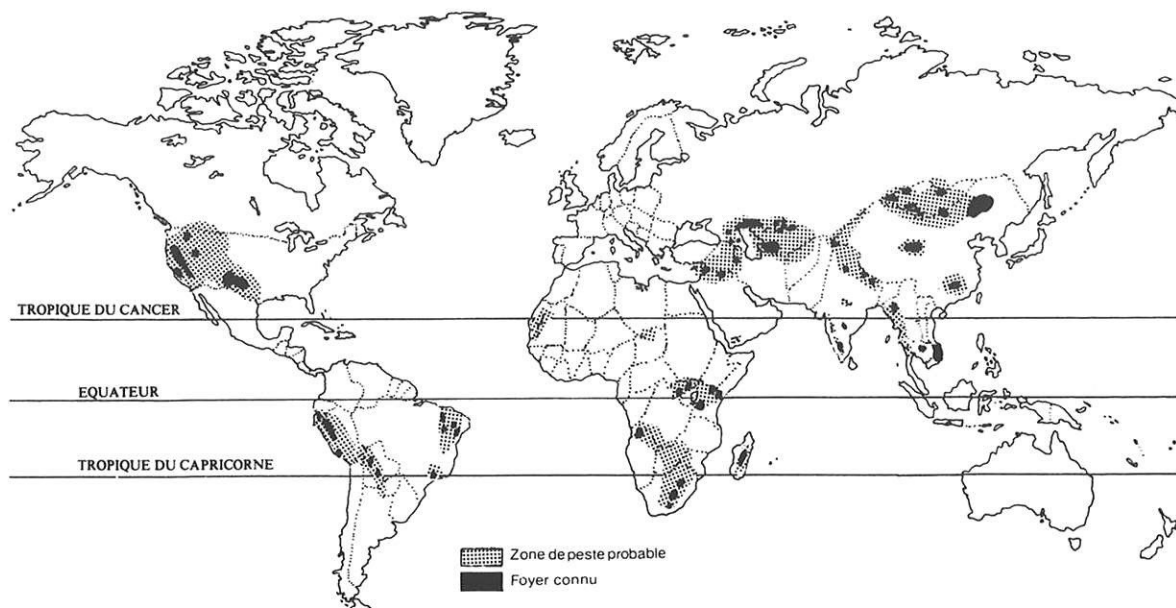 TROPIQUE DU CANCER
EQUATEUR
TROPIQUE DU CAPRICORNE
Zone de peste probable
Foyer connu